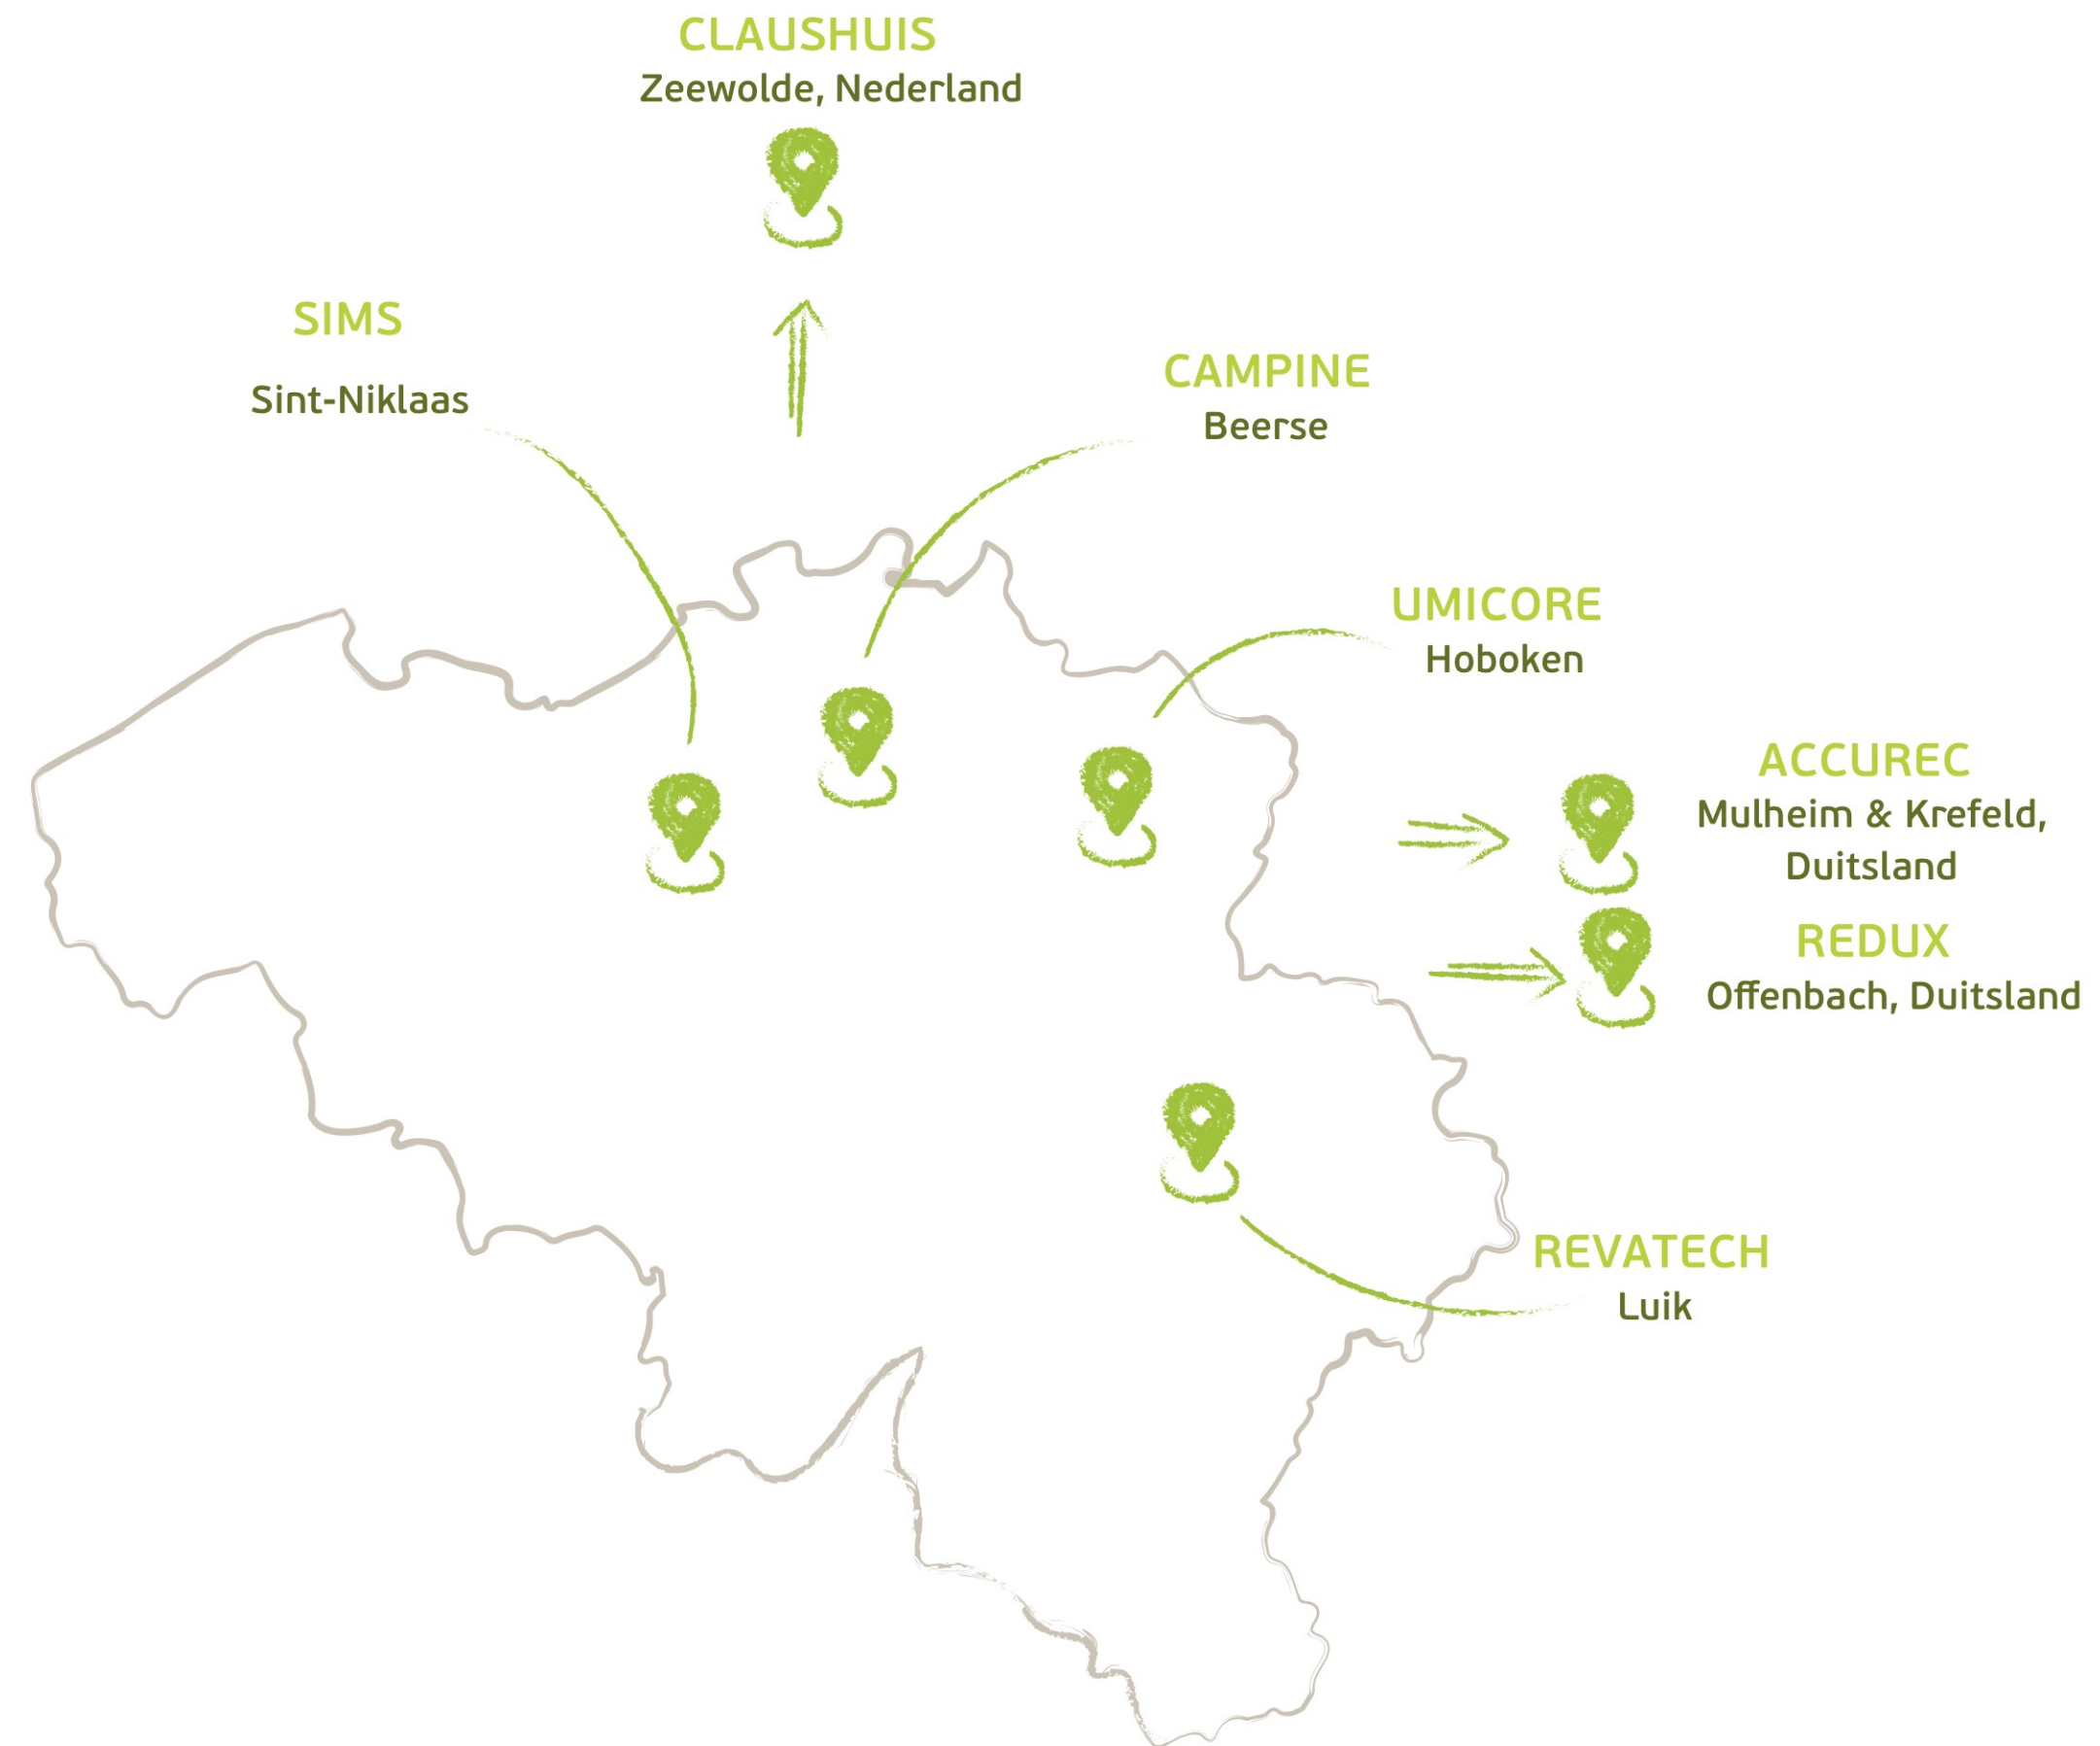 CLAUSHUIS
Zeewolde, Nederland
SIMS
Sint-Niklaas
CAMPINE
Beerse
UMICORE
Hoboken
ACCUREC
Mulheim & Krefeld,
Duitsland
REDUX
Offenbach, Duitsland
REVATECH
Luik